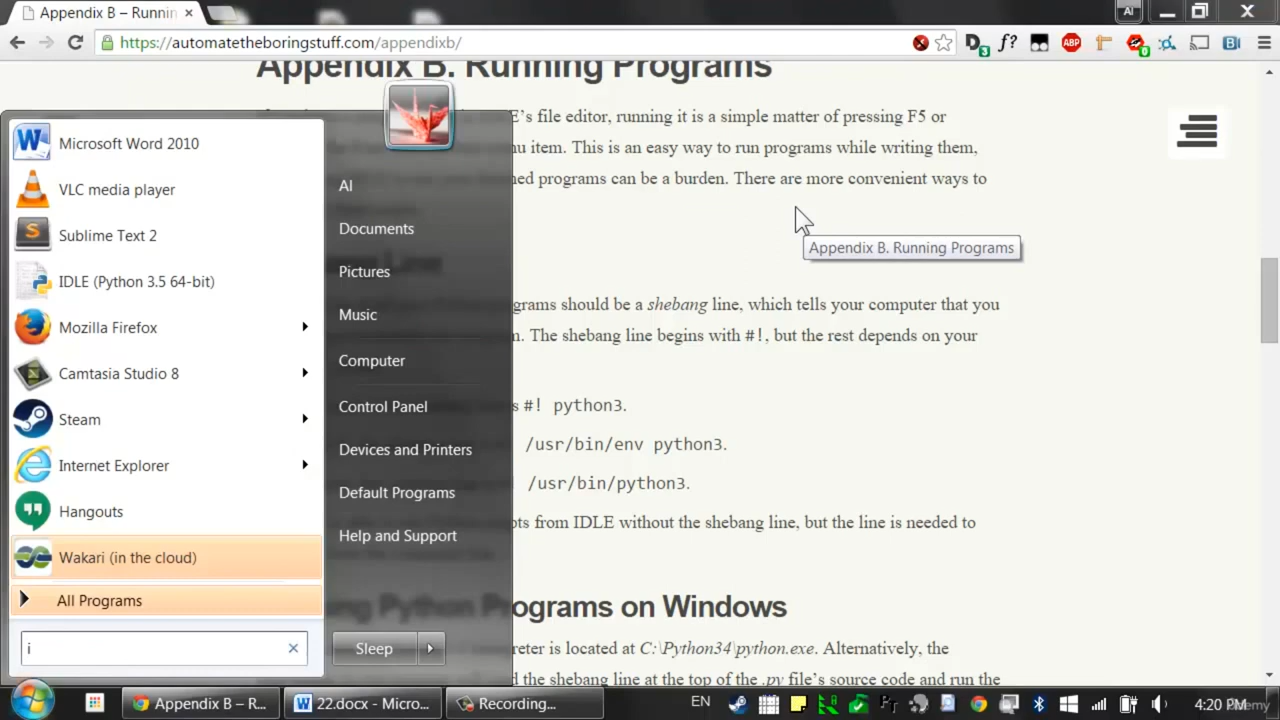 Appendix B – Runnin
AI
https://automatetheboringstuff.com/appendixb/
Appendix B. Running Programs
E's file editor, running it is a simple matter of pressing F5 or
nu item. This is an easy way to run programs while writing them,
ned programs can be a burden. There are more convenient ways to
Appendix B. Running Programs
Line
grams should be a shebang line, which tells your computer that you
m. The shebang line begins with #!, but the rest depends on your
s #! python3.
/usr/bin/env python3.
/usr/bin/python3.
pts from IDLE without the shebang line, but the line is needed to
ng Python Programs on Windows
rpreter is located at C:\Python34\python.exe. Alternatively, the
d the shebang line at the top of the .py file's source code and run the
Microsoft Word 2010
VLC media player
Sublime Text 2
IDLE (Python 3.5 64-bit)
Mozilla Firefox
Camtasia Studio 8
Steam
Internet Explorer
Hangouts
Wakari (in the cloud)
All Programs
i
Al
Documents
Pictures
Music
Computer
Control Panel
Devices and Printers
Default Programs
Help and Support
Sleep
Appendix B – R...
22.docx - Micro...
Recording...
EN
4:20 PM